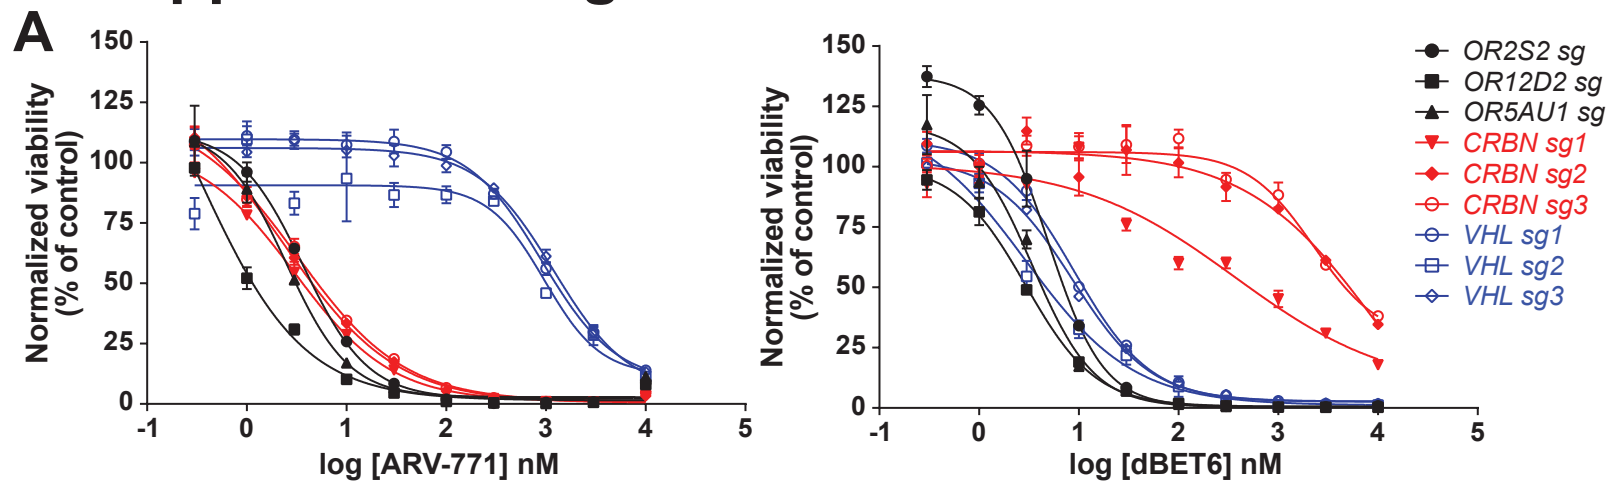 A
150
125
100
75
50
25
0
Normalized viability
(% of control)
-1 0 1 2 3 4 5
log [ARV-771] nM
150
125
100
75
50
25
0
Normalized viability
(% of control)
-1 0 1 2 3 4 5
log [dBET6] nM
OR2S2 sg
OR12D2 sg
OR5AU1 sg
CRBN sg1
CRBN sg2
CRBN sg3
VHL sg1
VHL sg2
VHL sg3